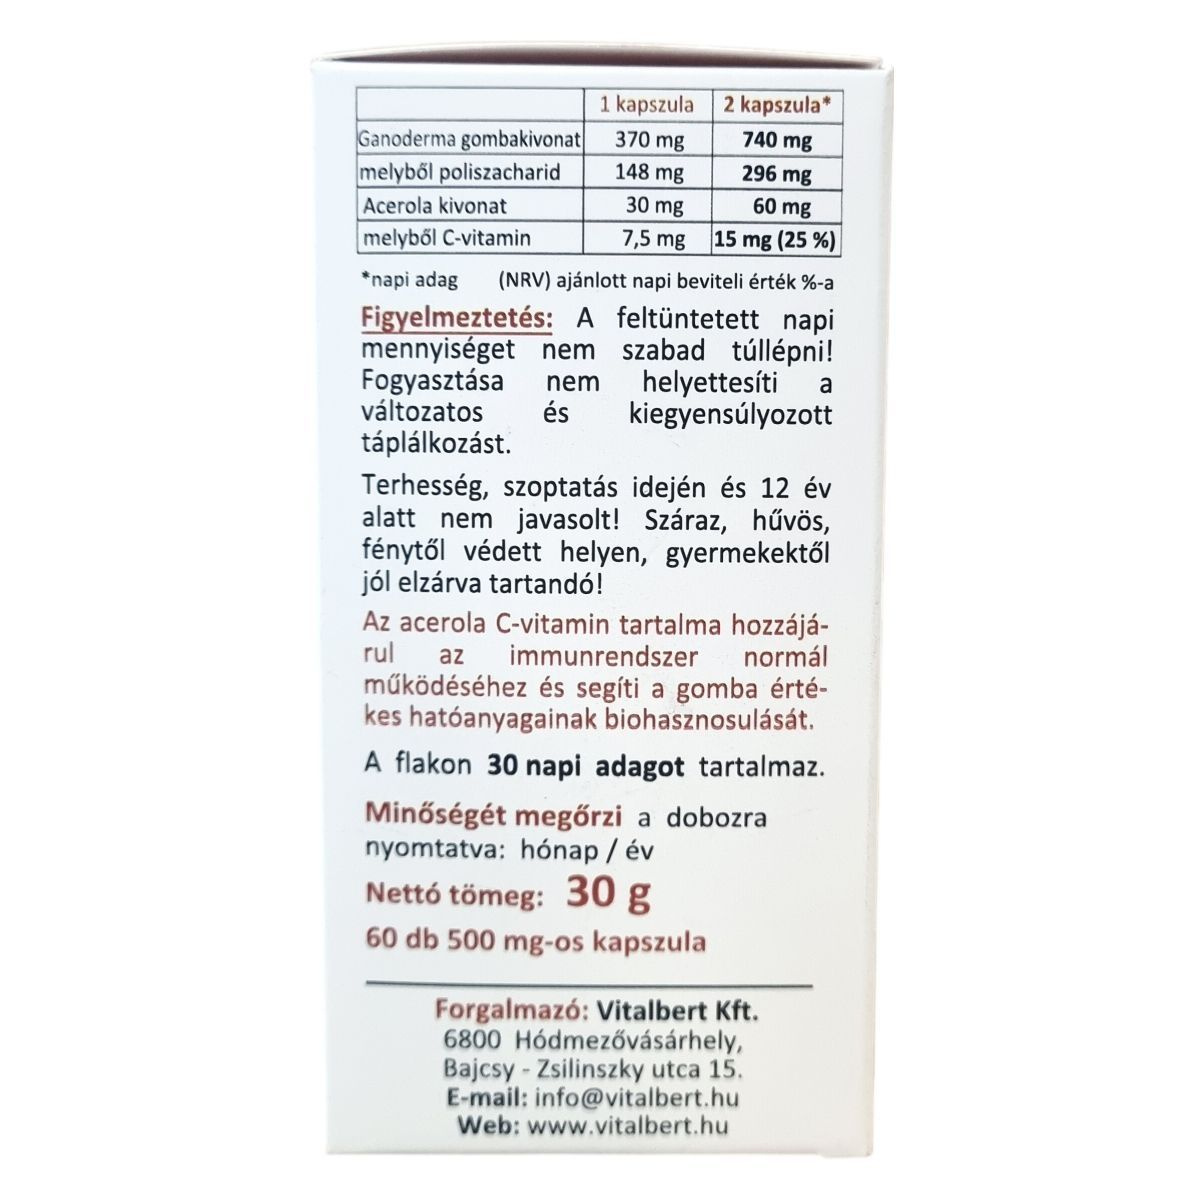 1 kapszula 2 kapszula*
Ganoderma gombakivonat 370 mg 740 mg
melyből poliszacharid 148 mg 296 mg
Acerola kivonat 30 mg 60 mg
melyből C-vitamin 7,5 mg 15 mg (25 %)
*napi adag (NRV) ajánlott napi beviteli érték %-a
Figyelmeztetés: A feltüntetett napi
mennyiséget nem szabad túllépni!
Fogyasztása nem helyettesíti a
változatos és kiegyensúlyozott
táplálkozást.
Terhesség, szoptatás idején és 12 év
alatt nem javasolt! Száraz, hűvös,
fénytől védett helyen, gyermekektől
jól elzárva tartandó!
Az acerola C-vitamin tartalma hozzájá-
rul az immunrendszer normál
működéséhez és segíti a gomba érté-
kes hatóanyagainak biohasznosulását.
A flakon 30 napi adagot tartalmaz.
Minőségét megőrzi a dobozra
nyomtatva: hónap / év
Nettó tömeg: 30 g
60 db 500 mg-os kapszula
Forgalmazó: Vitalbert Kft.
6800 Hódmezővásárhely,
Bajcsy - Zsilinszky utca 15.
E-mail: info@vitalbert.hu
Web: www.vitalbert.hu